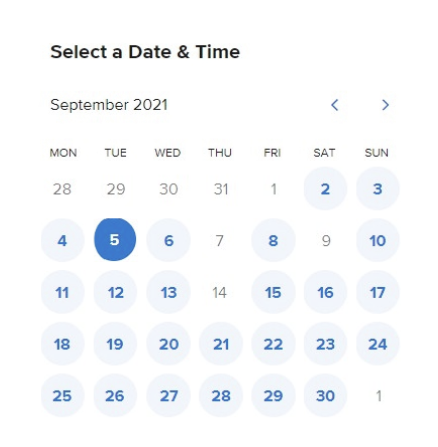 Select a Date & Time
September 2021
MON TUE WED THU FRI SAT SUN
28 29 30 31 1 2 3
4 5 6 7 8 9 10
11 12 13 14 15 16 17
18 19 20 21 22 23 24
25 26 27 28 29 30 1